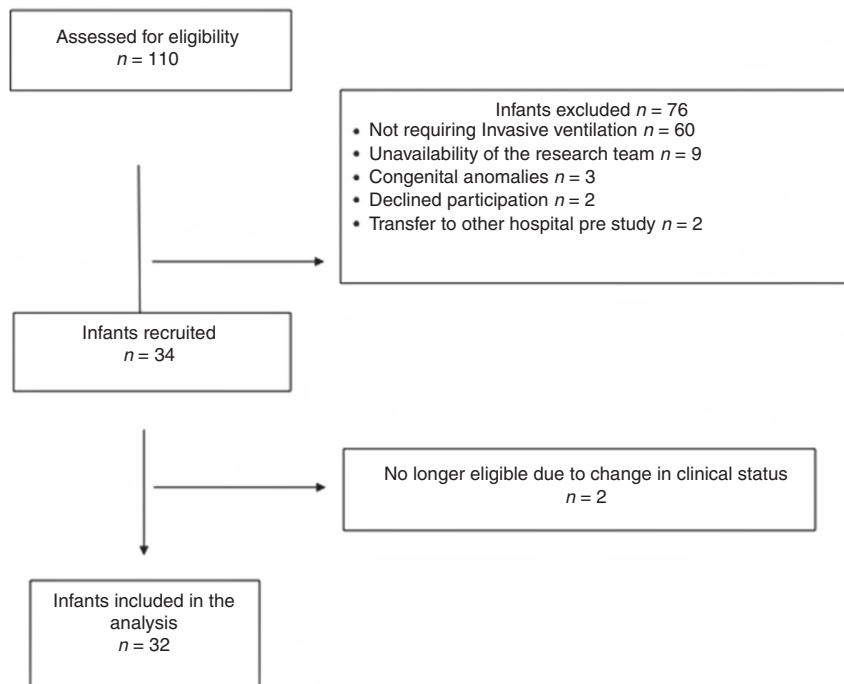 Assessed for eligibility
n = 110
Infants excluded n = 76
• Not requiring Invasive ventilation n = 60
• Unavailability of the research team n = 9
• Congenital anomalies n = 3
• Declined participation n = 2
• Transfer to other hospital pre study n = 2
Infants recruited
n = 34
No longer eligible due to change in clinical status
n = 2
Infants included in the
analysis
n = 32